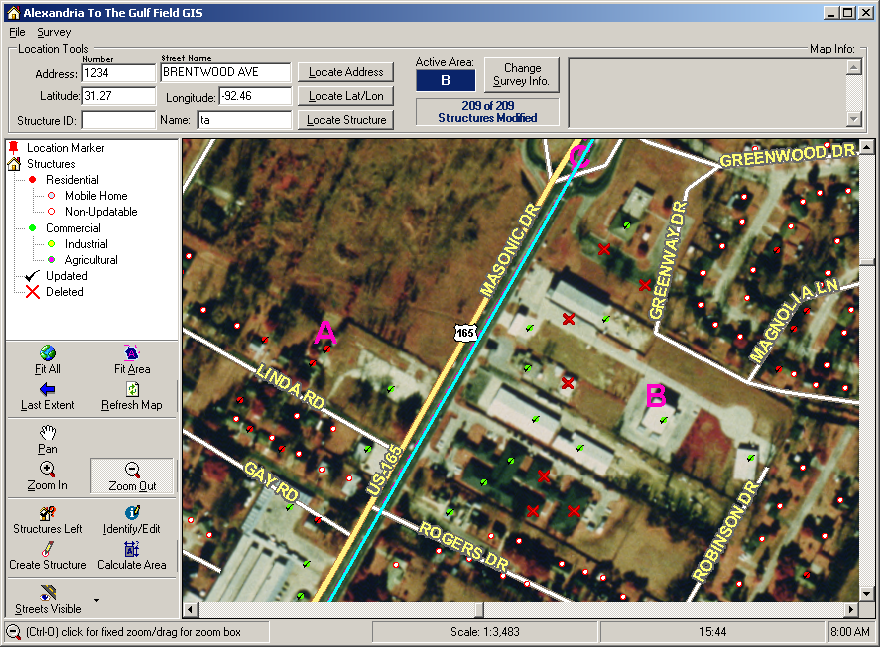 Alexandria To The Gulf Field GIS
File Survey
Location Tools
Map Info:
Number
Street Name
Address: 1234 BRENTWOOD AVE Locate Address
Latitude: 31.27 Longitude: -92.46 Locate Lat/Lon
Structure ID: Name: ta Locate Structure
Active Area:
B
Change
Survey Info.
209 of 209
Structures Modified
Location Marker
Structures
Residential
Mobile Home
Non-Updatable
Commercial
Industrial
Agricultural
Updated
Deleted
Fit All Fit Area
Last Extent Refresh Map
Pan
Zoom In Zoom Out
Structures Left Identify/Edit
Create Structure Calculate Area
Streets Visible
C
GREENWOOD DR
MASONIC DR
GREENWAY DR
MAGNOLIA LN
165
A
LINDA RD
B
US 165
GAY RD
ROGERS DR
ROBINSON DR
(Ctrl-O) click for fixed zoom/drag for zoom box
Scale: 1:3,483
15:44
8:00 AM